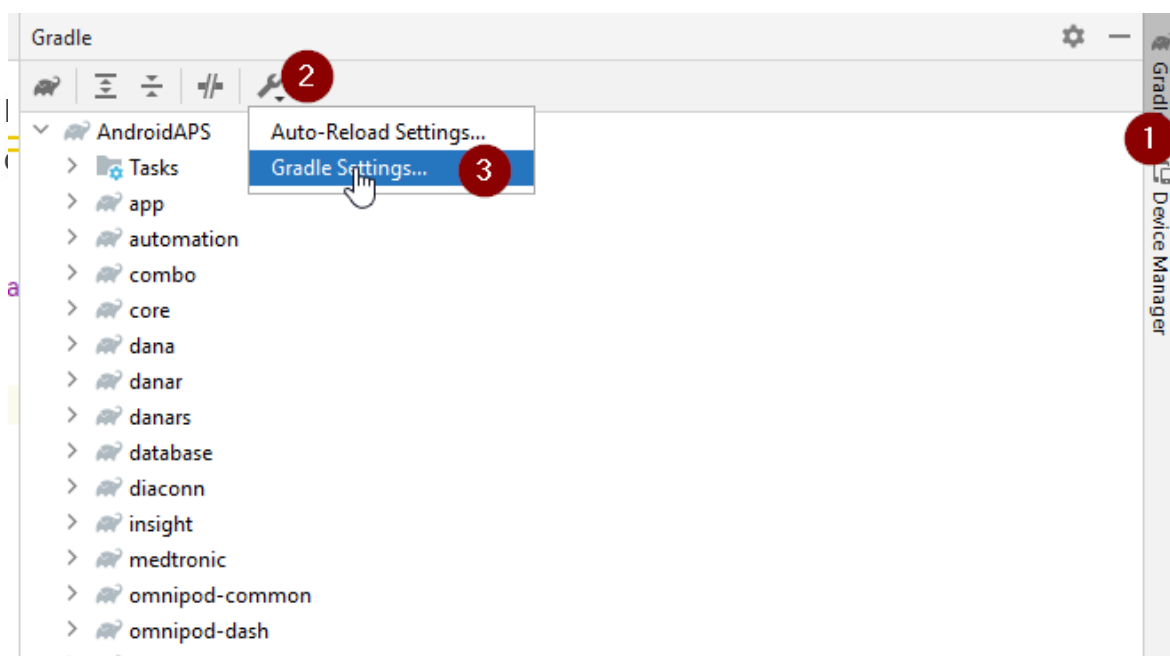 Gradle
2
AndroidAPS
Auto-Reload Settings...
Tasks
Gradle Settings...
3
app
automation
combo
core
dana
danar
danars
database
diaconn
insight
medtronic
omnipod-common
omnipod-dash
a
1
Device Manager